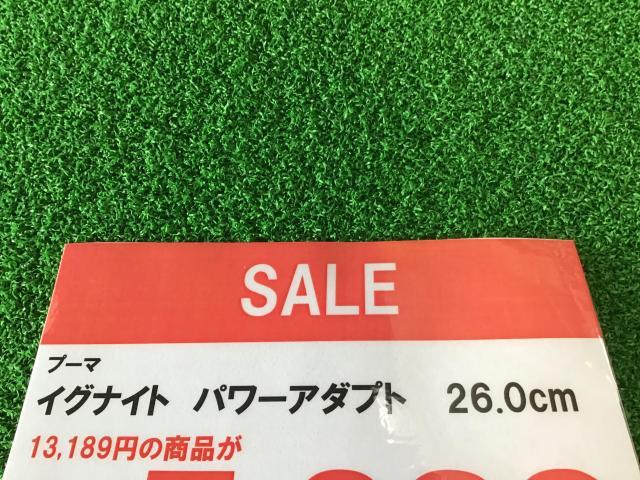 SALE
プーマ
イグナイト パワーアダプト 26.0cm
13,189円の商品が